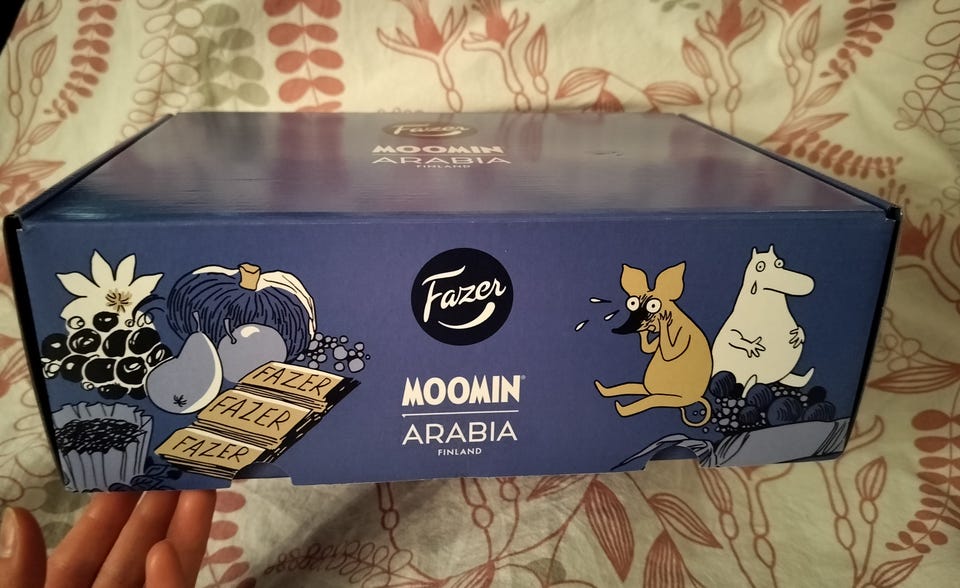 Fazer
MOOMIN
ARABIA
FINLAND
Fazer
MOOMIN®
ARABIA
FINLAND
FAZER
FAZER
FAZER